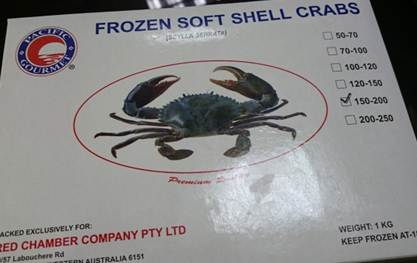 FROZEN SOFT SHELL CRABS
(SCYLLA SERRATA)
PACIFIC
GOURMET
50-70
70-100
100-120
120-150
150-200
200-250
Premium
ACKED EXCLUSIVELY FOR:
RED CHAMBER COMPANY PTY LTD
/57 Labouchere Rd
WESTERN AUSTRALIA 6151
WEIGHT: 1 KG
KEEP FROZEN AT-1